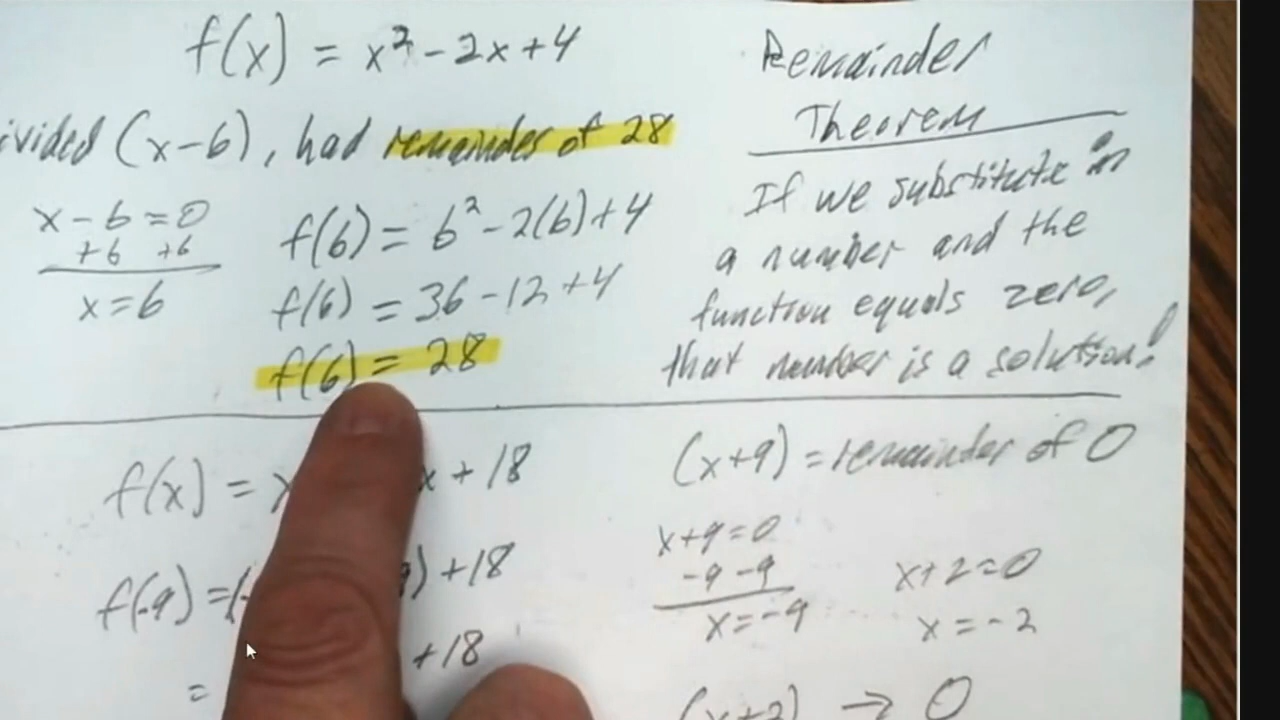 f(x) = x² - 2x + 4
ivided (x-6), had remainder of 28
x - 6 = 0
+6 +6
x = 6
f(6) = 6² - 2(6) + 4
f(6) = 36 - 12 + 4
f(6) = 28
Remainder
Theorem
If we substitute in
a number and the
function equals zero,
that number is a solution!
f(x) =
x + 18
f(-9) = (-
) + 18
=
+ 18
(x+9) = remainder of 0
x + 9 = 0
-9 -9
x = -9
x + 2 = 0
x = -2
(x+2) → 0